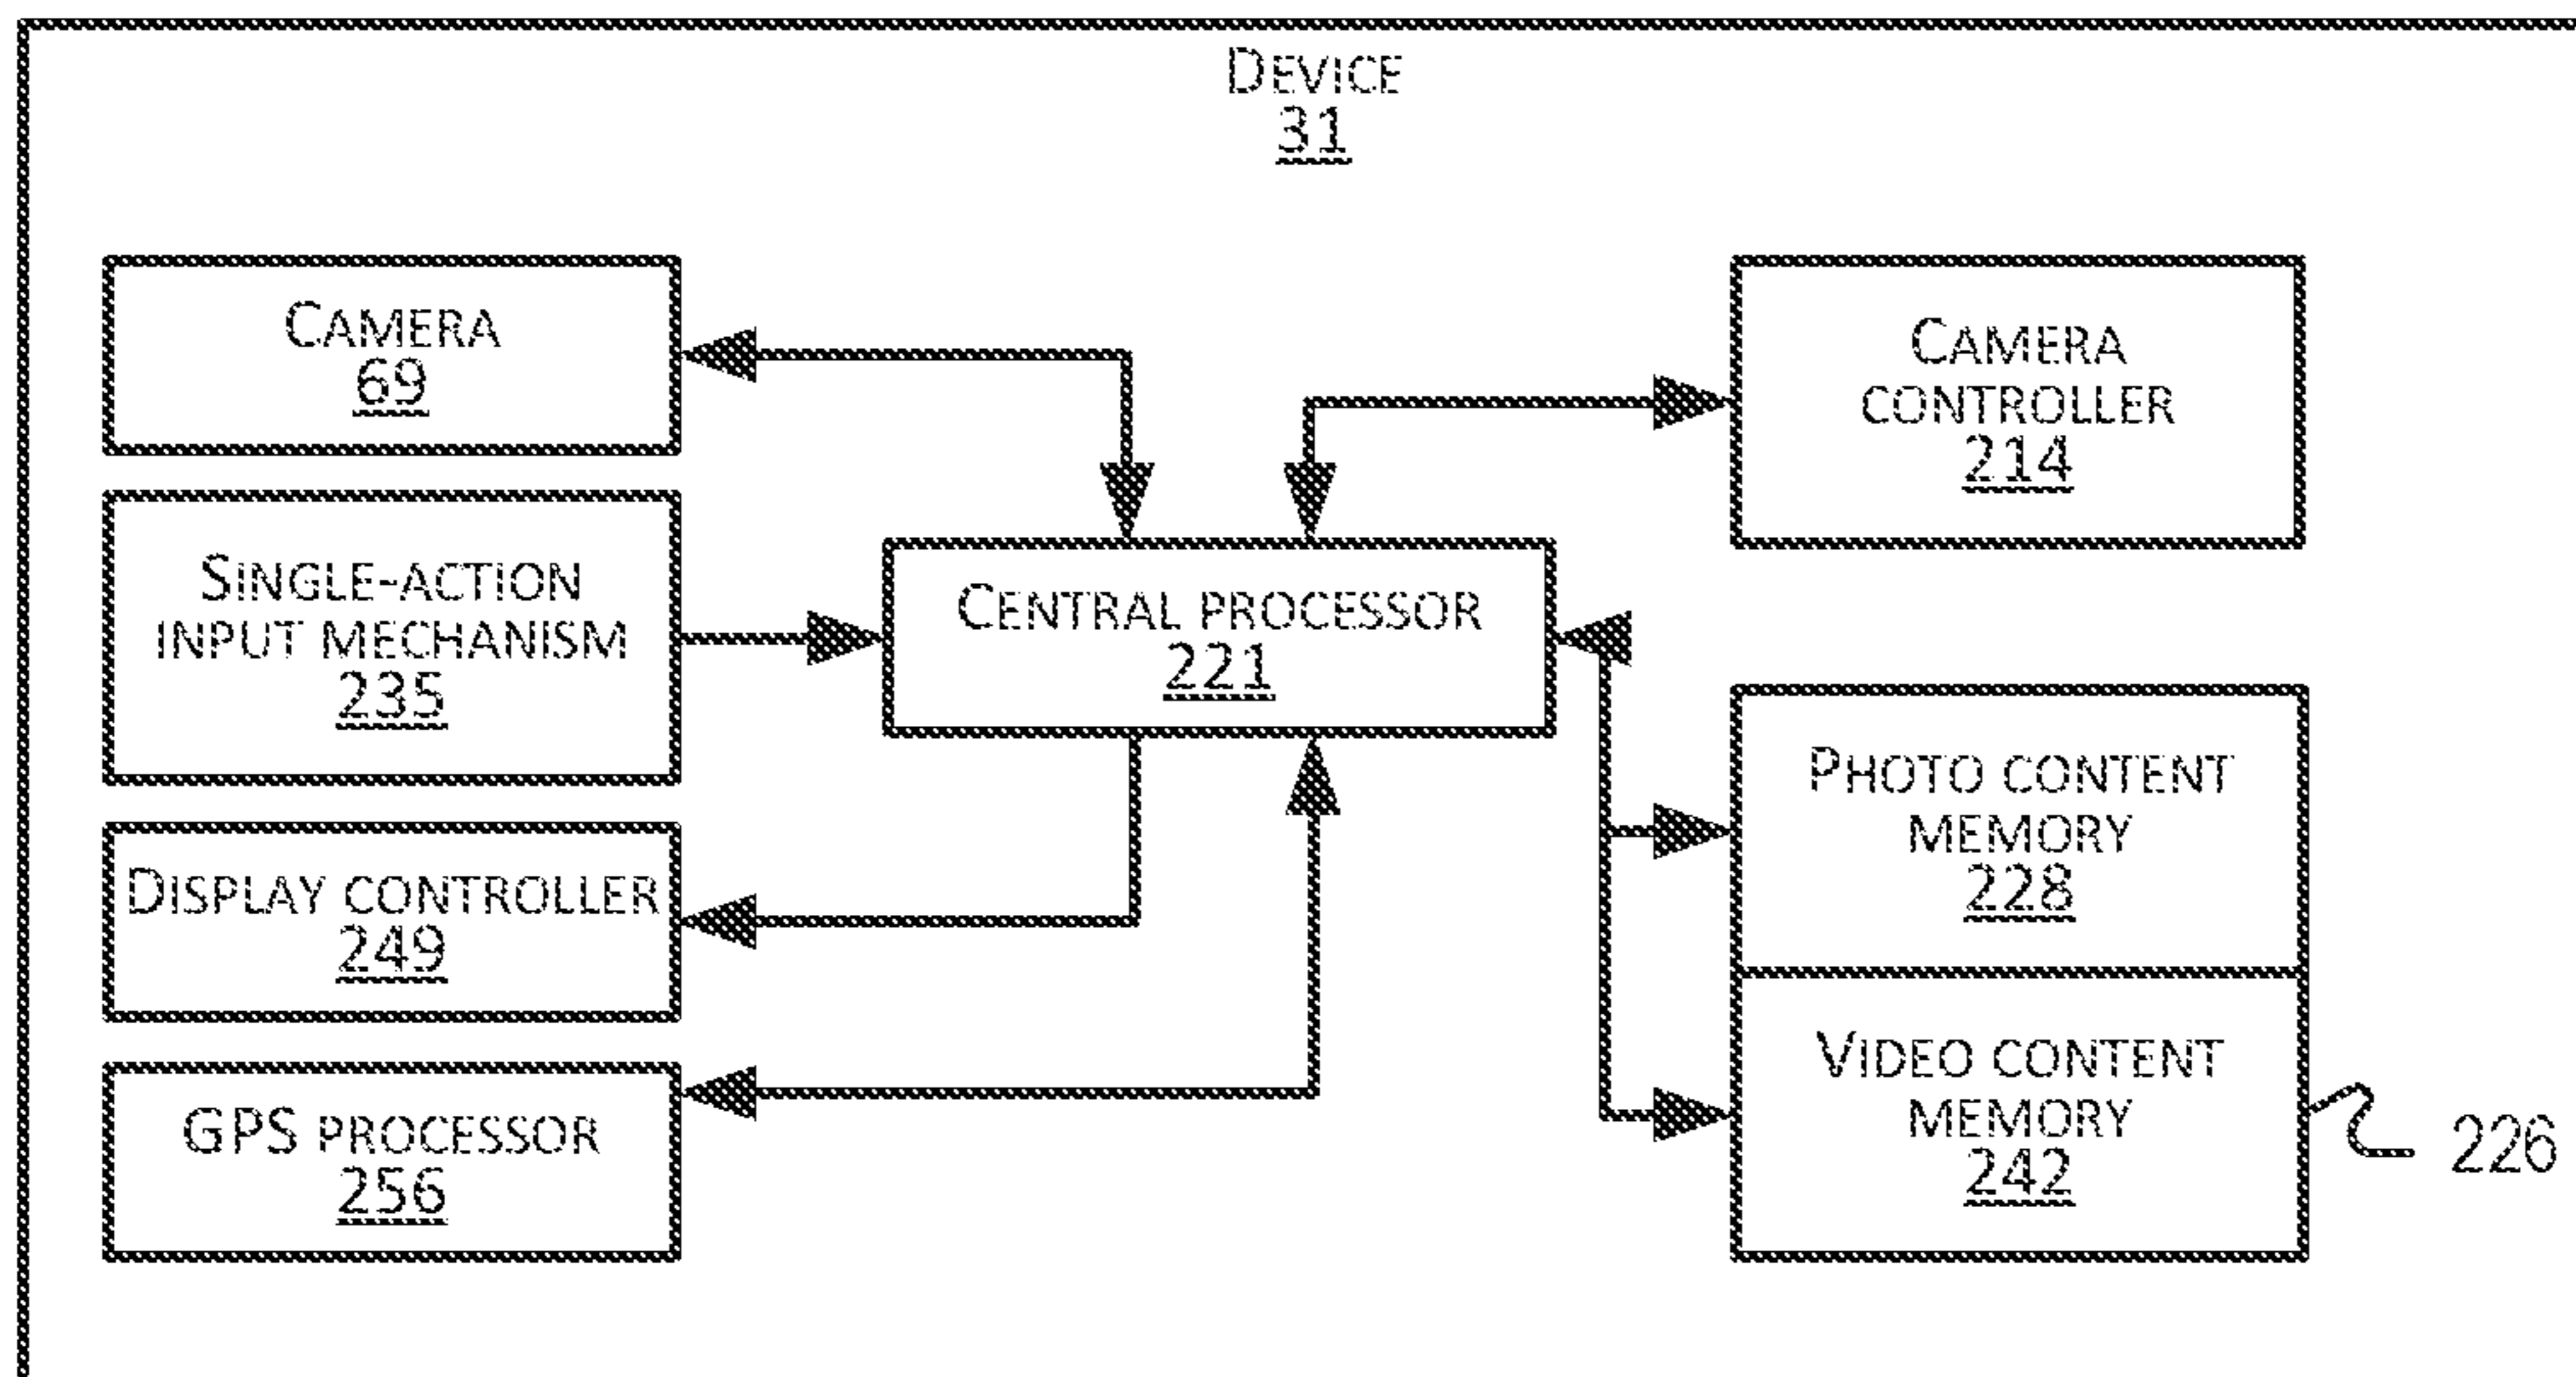 DEVICE
31
CAMERA
69
CAMERA
CONTROLLER
214
SINGLE-ACTION
INPUT MECHANISM
235
CENTRAL PROCESSOR
221
DISPLAY CONTROLLER
249
PHOTO CONTENT
MEMORY
228
GPS PROCESSOR
256
VIDEO CONTENT
MEMORY
242
226